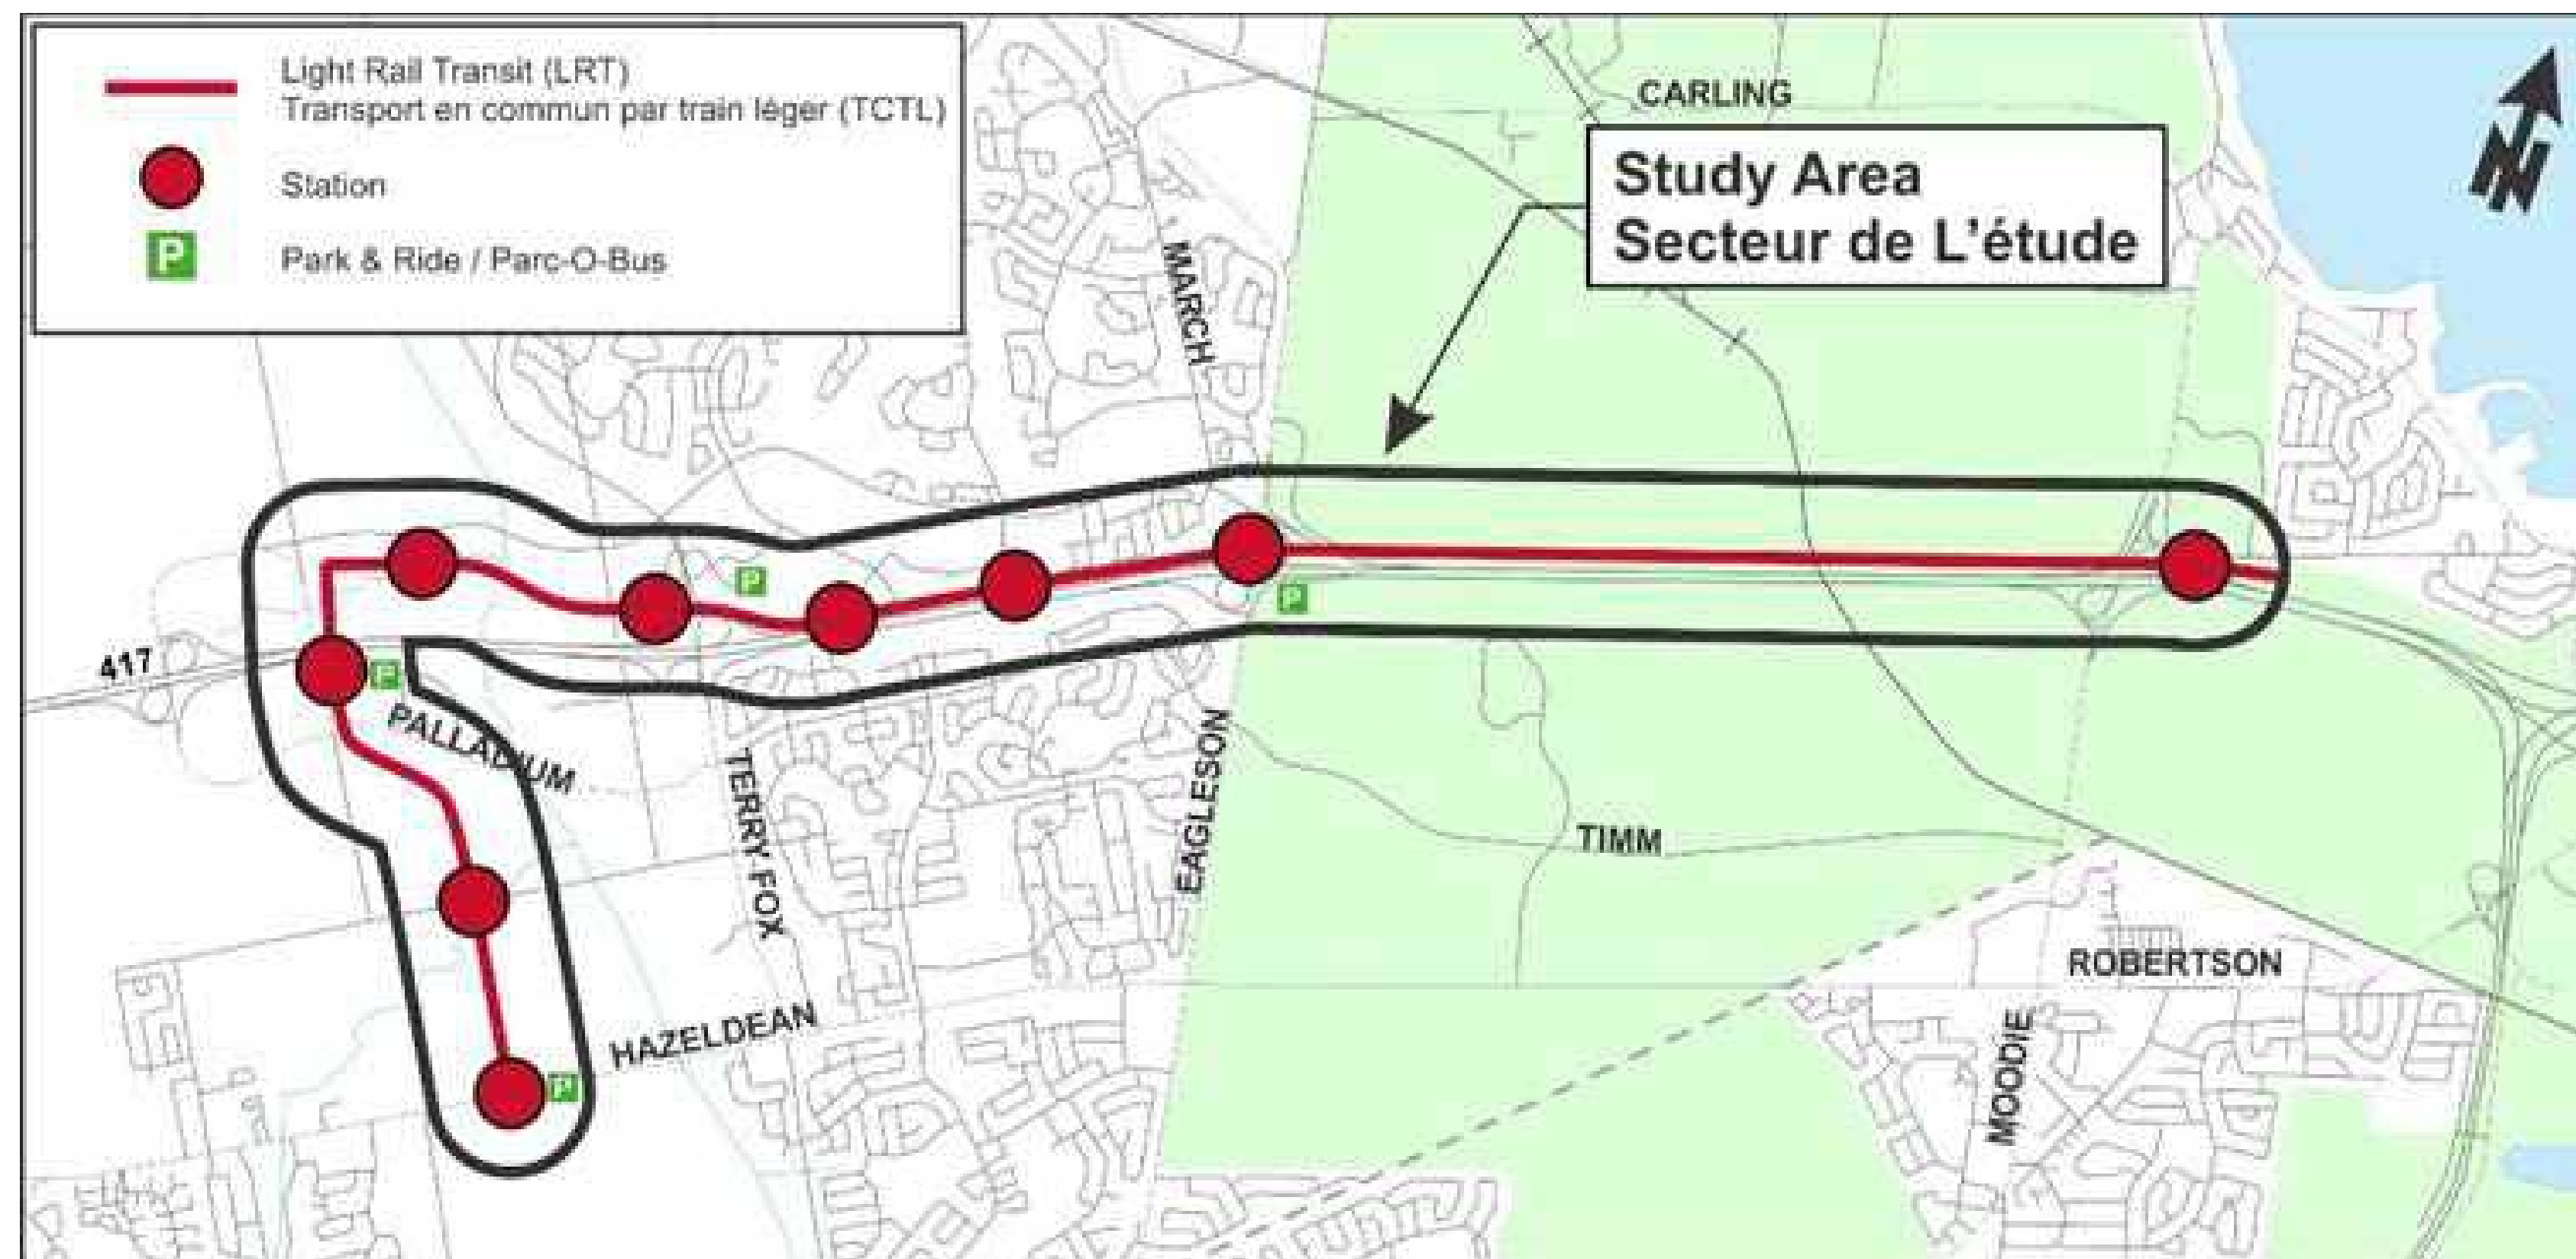 Light Rail Transit (LRT)
Transport en commun par train léger (TCTL)
Station
P
Park & Ride / Parc-O-Bus
CARLING
Study Area
Secteur de L'étude
N
MARCH
P
P
417
P
PALLADIUM
TERRY FOX
EAGLESON
TIMM
ROBERTSON
MOODIE
HAZELDEAN
P